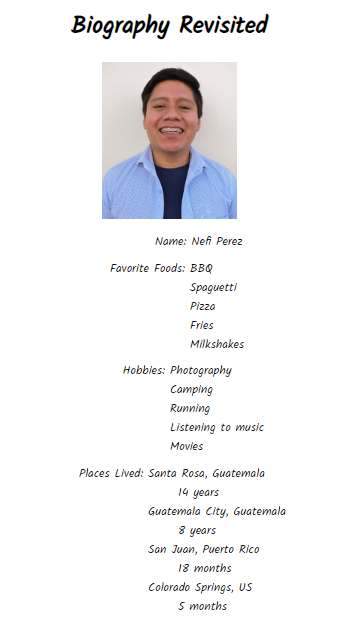 Biography Revisited
Name: Nefi Perez
Favorite Foods: BBQ
Spaguetti
Pizza
Fries
Milkshakes
Hobbies: Photography
Camping
Running
Listening to music
Movies
Places Lived: Santa Rosa, Guatemala
14 years
Guatemala City, Guatemala
8 years
San Juan, Puerto Rico
18 months
Colorado Springs, US
5 months